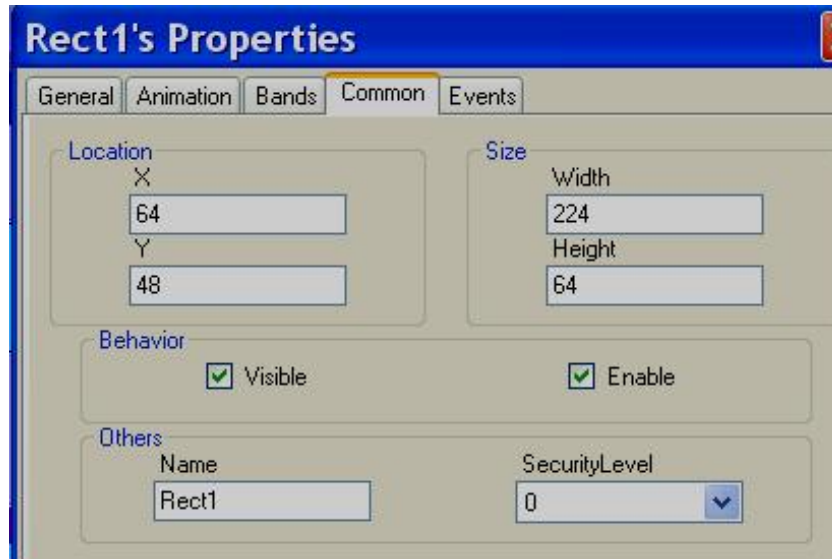 Rect1's Properties
General Animation Bands Common Events
Location
X
64
Y
48
Size
Width
224
Height
64
Behavior
Visible Enable
Others
Name
Rect1
SecurityLevel
0